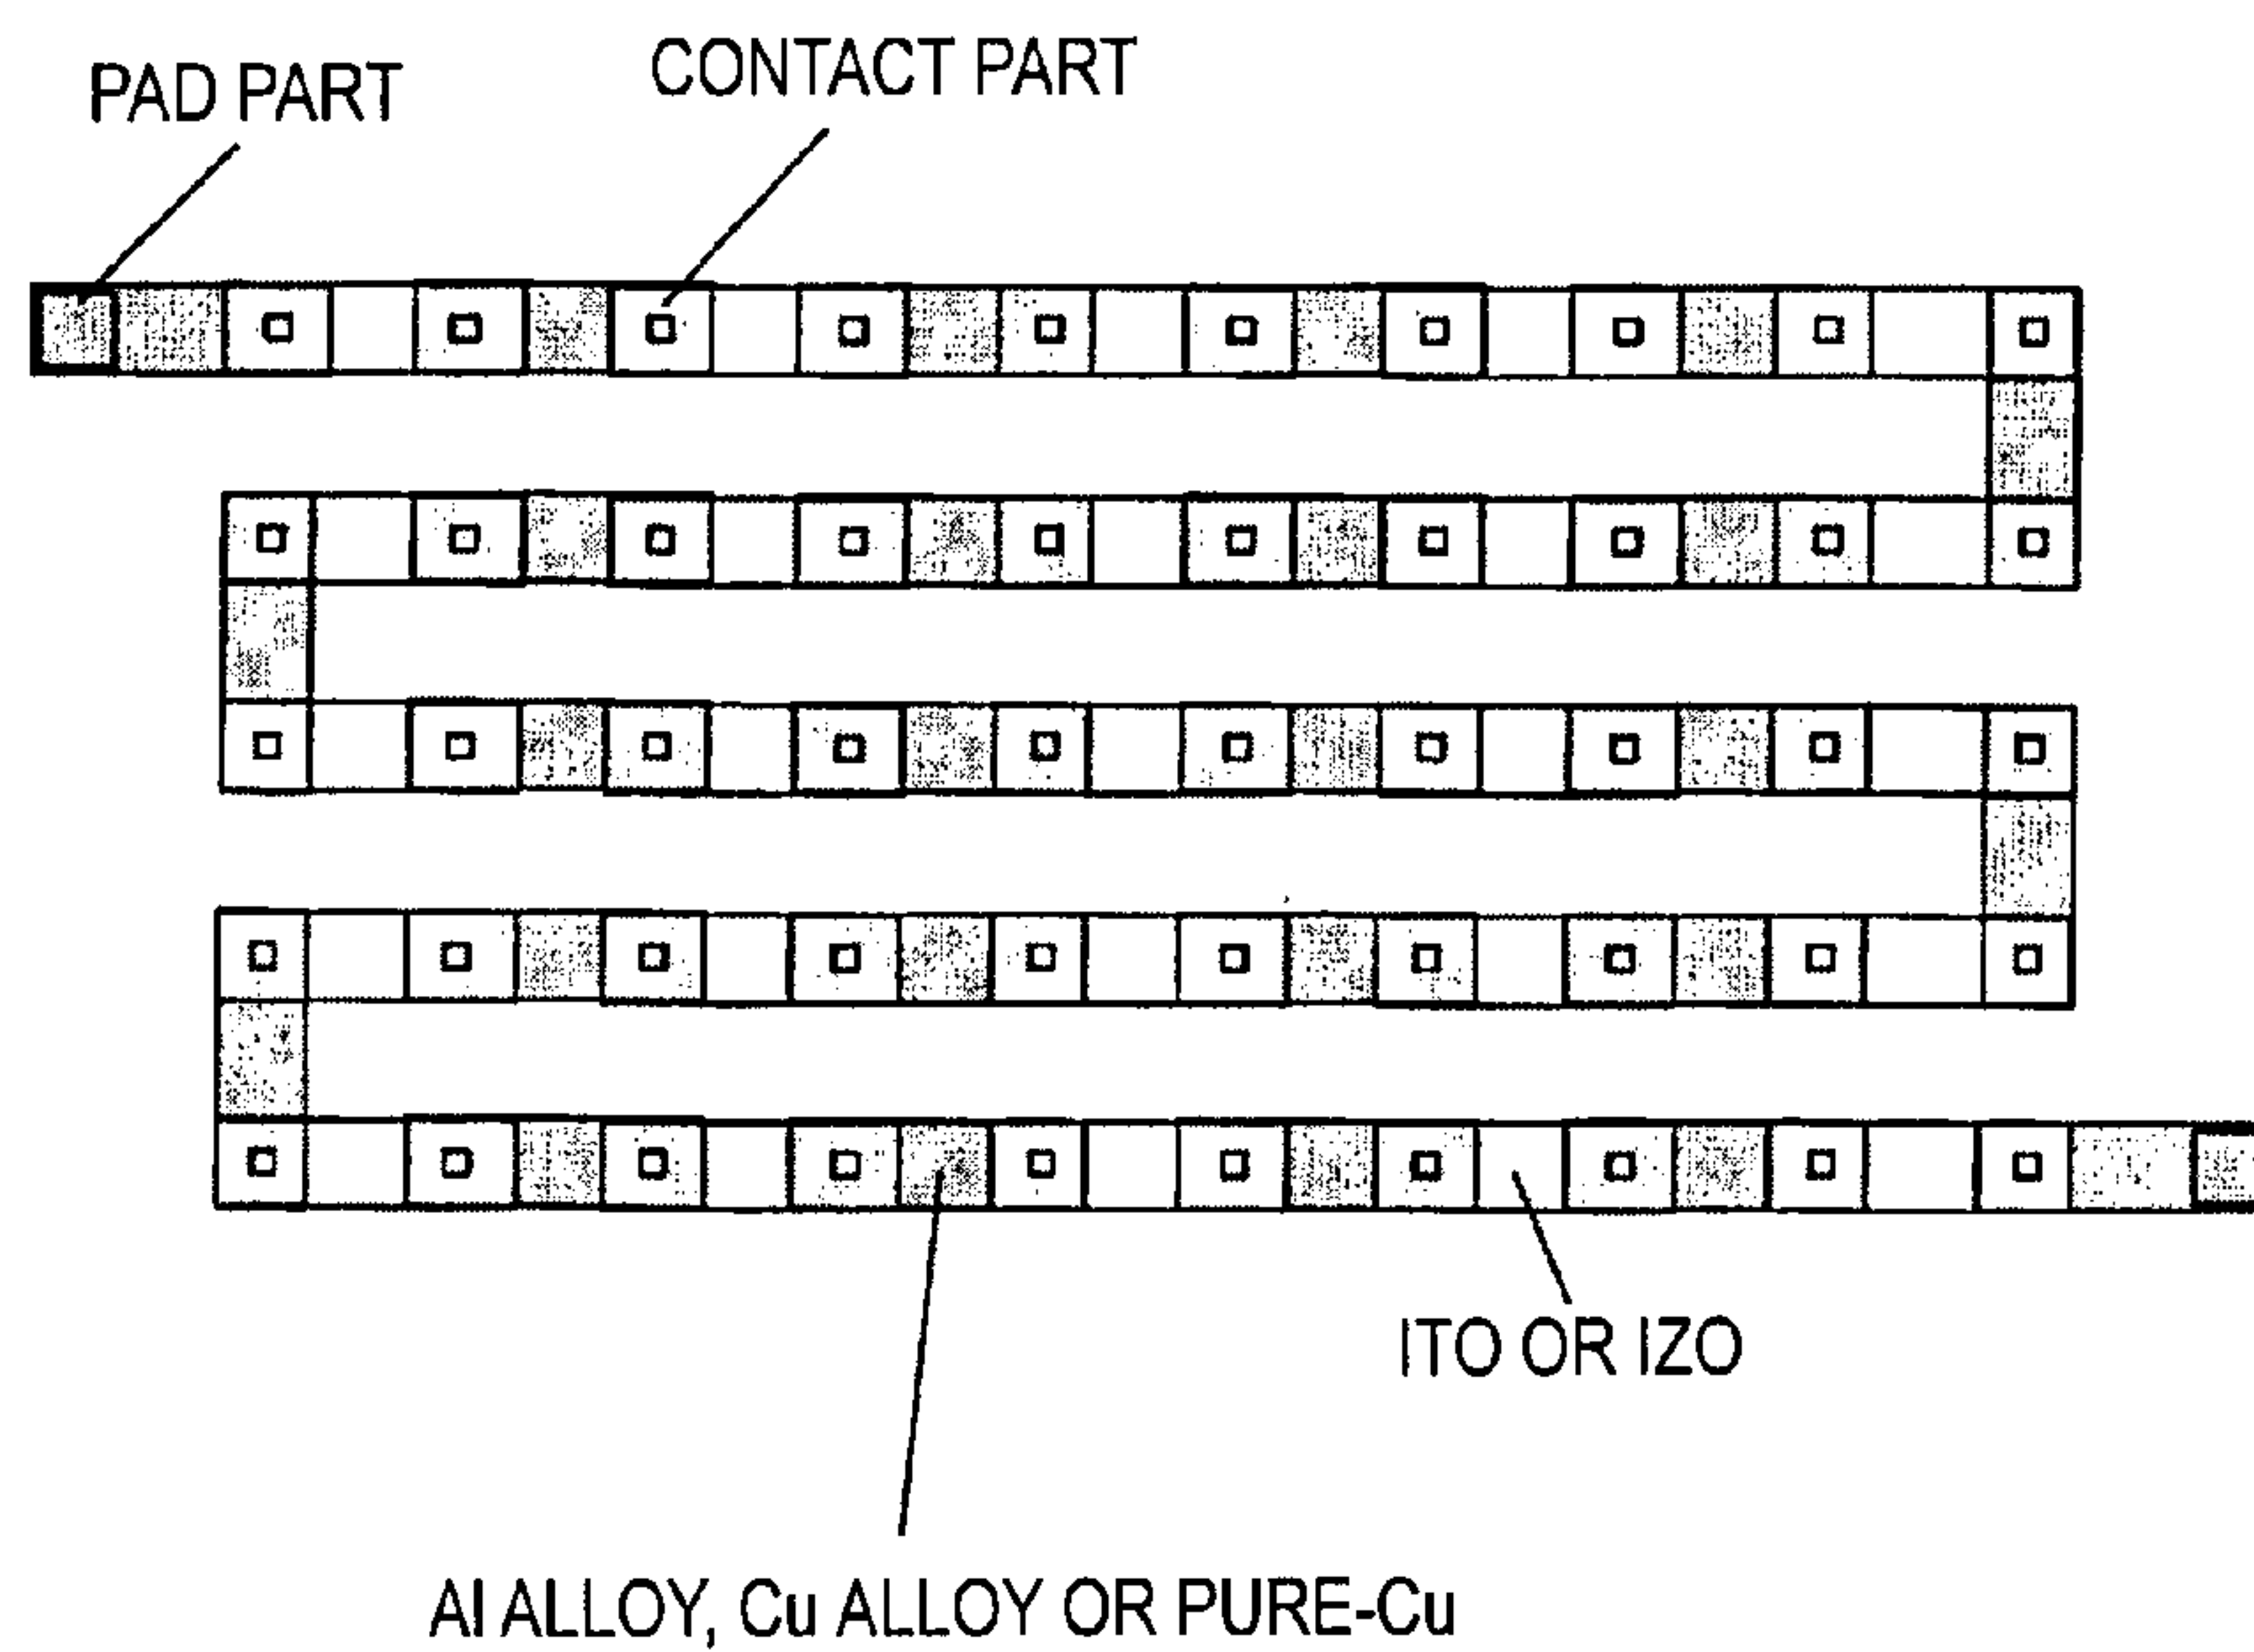 PAD PART
CONTACT PART
ITO OR IZO
Al ALLOY, Cu ALLOY OR PURE-Cu